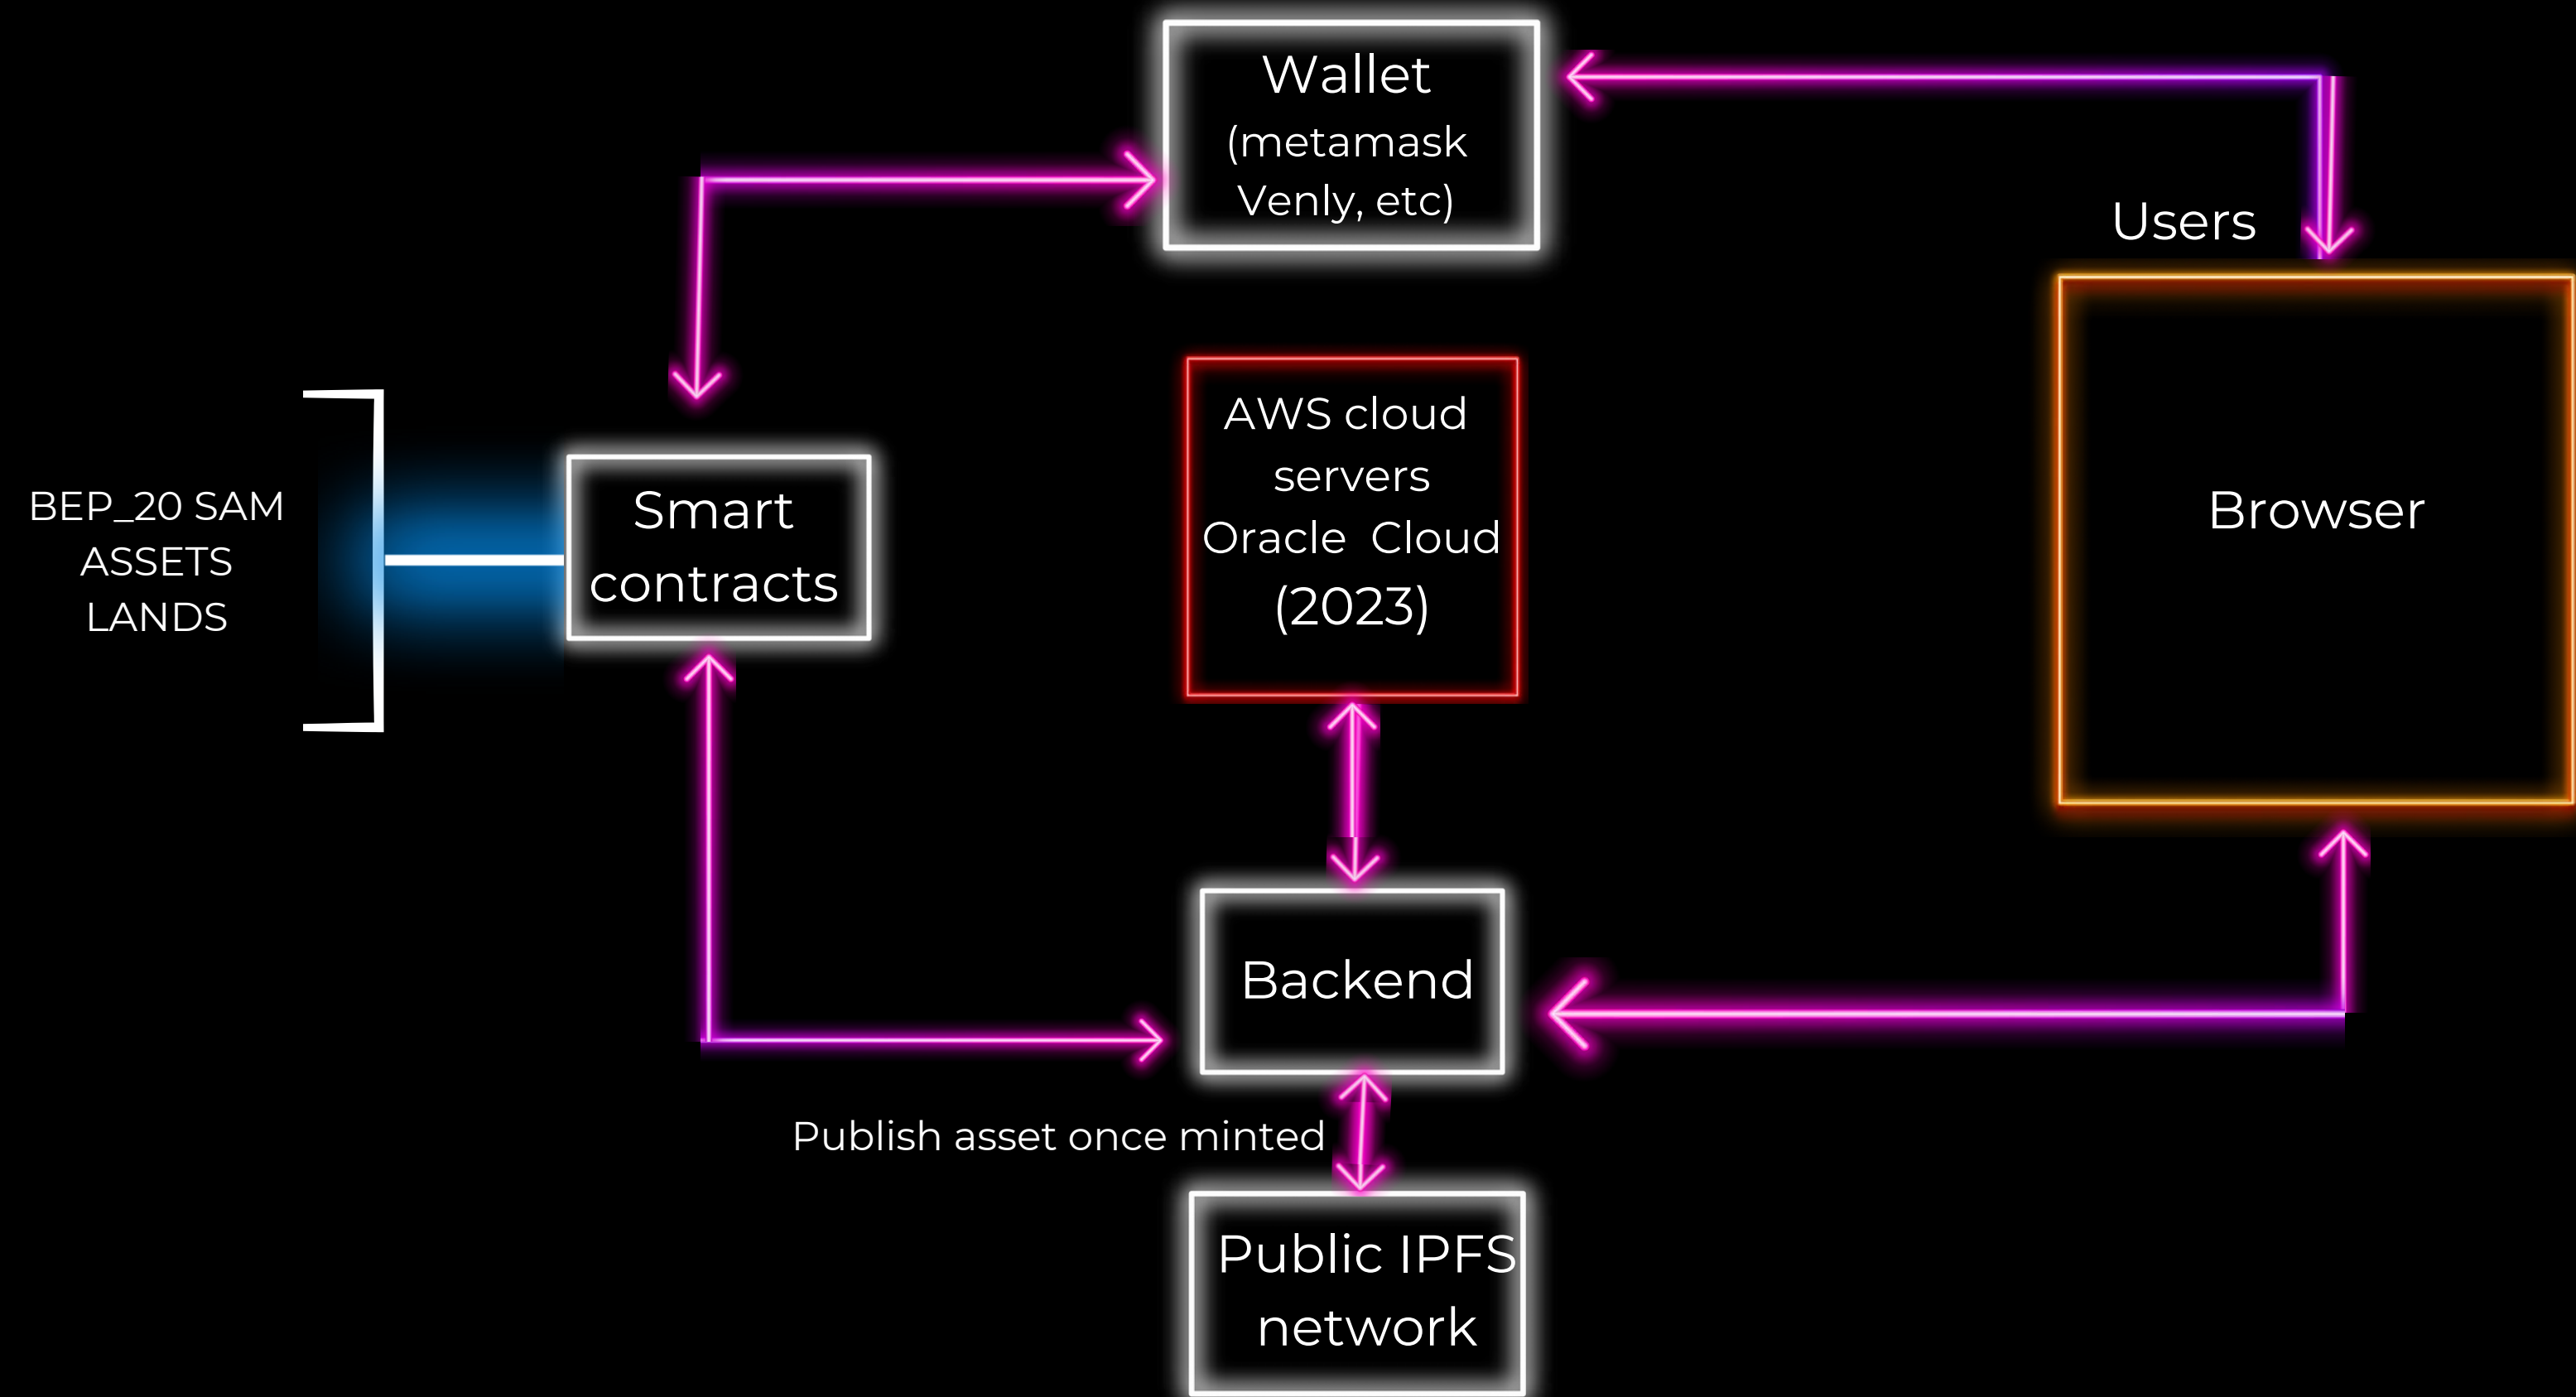 Wallet
(metamask
Venly, etc)
Users
AWS cloud
servers
Oracle Cloud
(2023)
Browser
BEP_20 SAM
ASSETS
LANDS
Smart
contracts
Backend
Publish asset once minted
Public IPFS
network